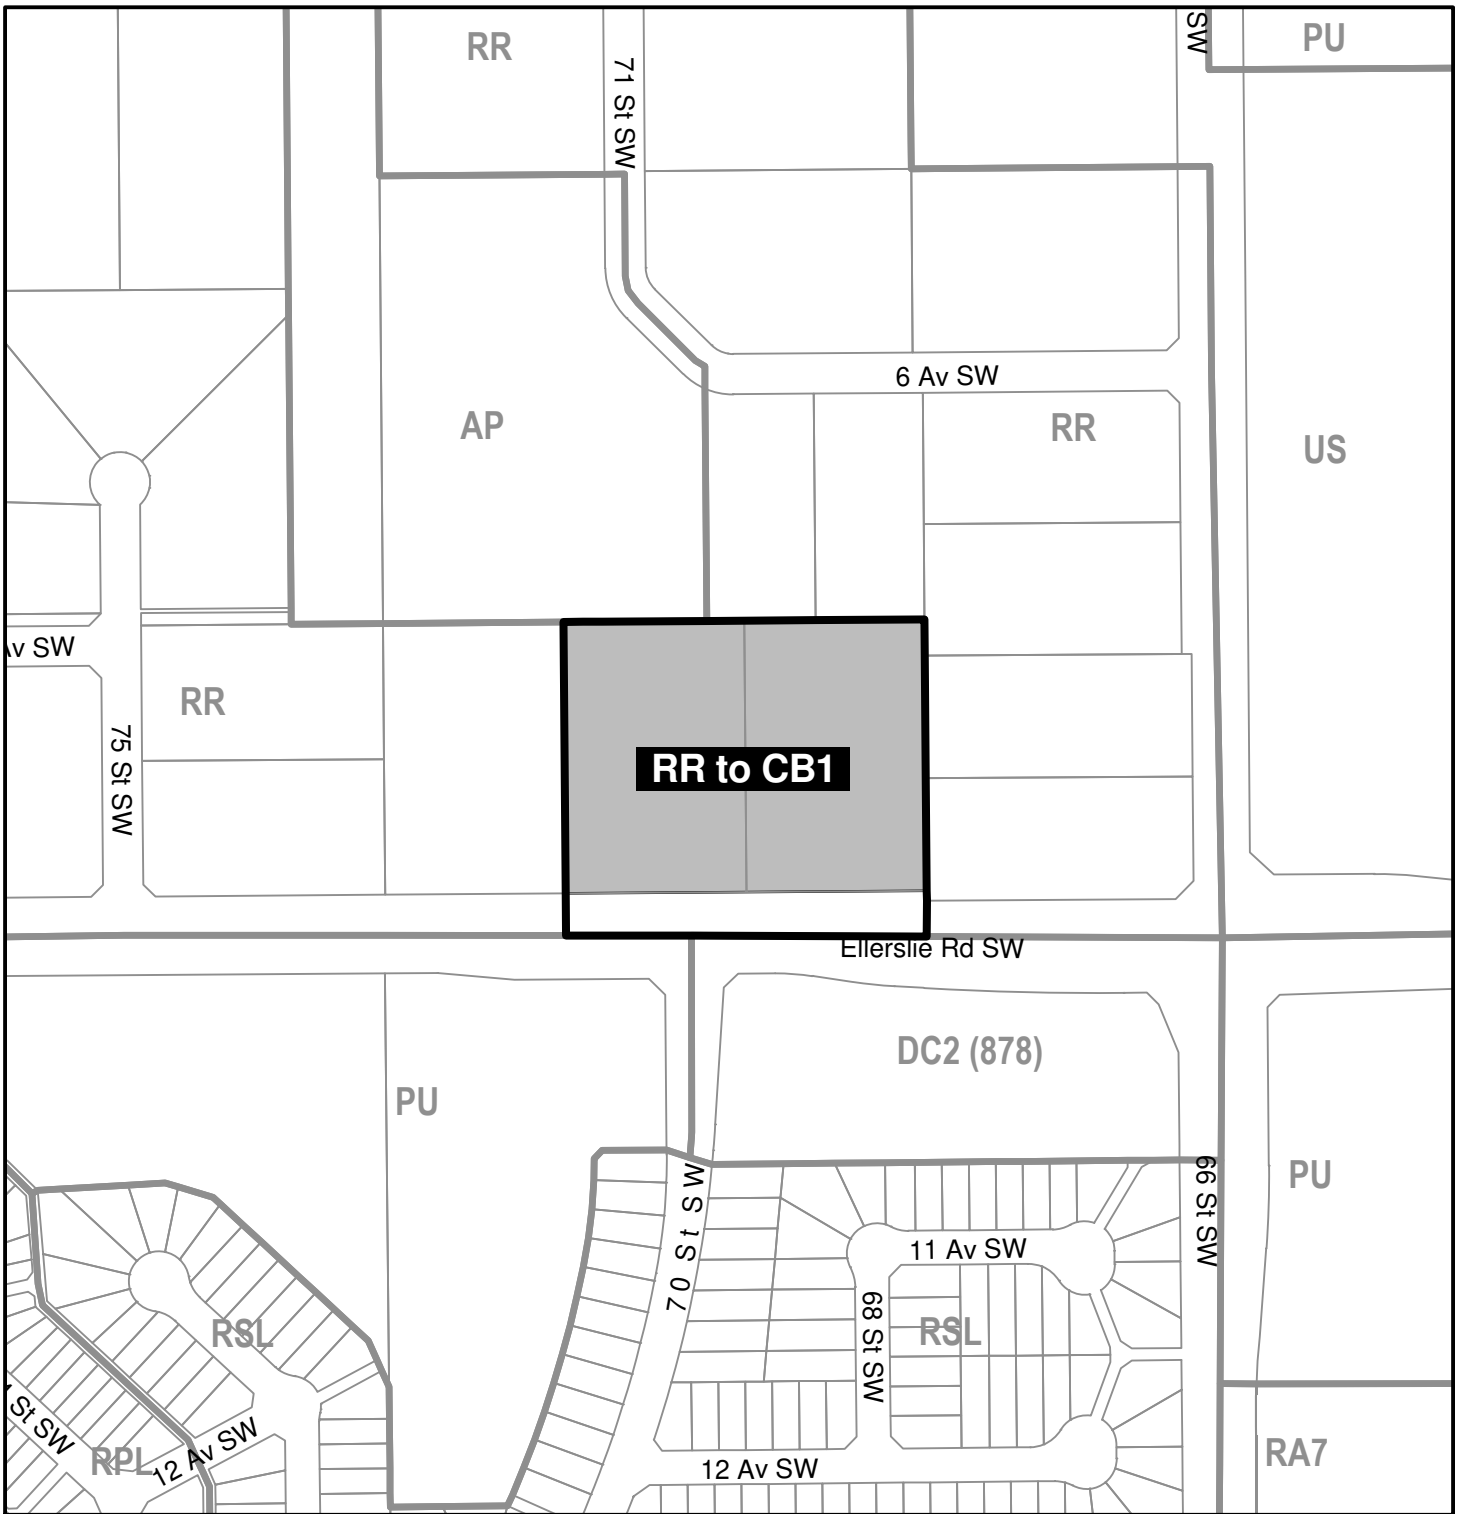 RR
SW
PU
71 St SW
6 Av SW
AP
RR
US
Av SW
RR
75 St SW
RR to CB1
Ellerslie Rd SW
DC2 (878)
PU
PU
66 St SW
70 St SW
11 Av SW
68 St SW
RSL
RSL
St SW
RPL
12 Av SW
12 Av SW
RA7